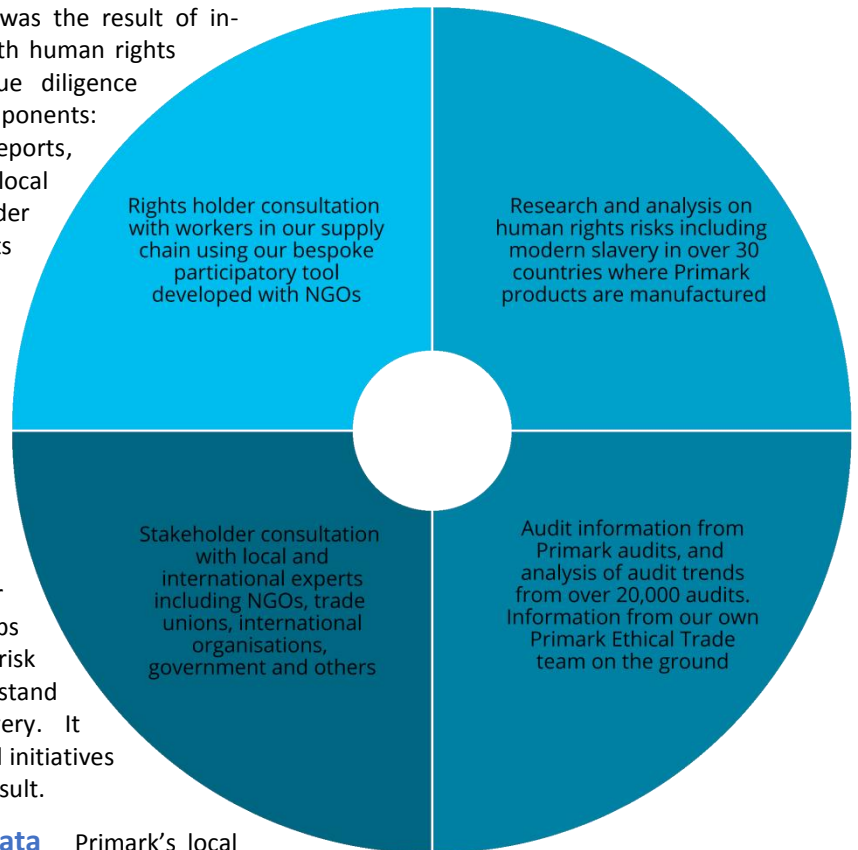 was the result of in-
th human rights
ue diligence
ponents:
eports,
local
der
ts
Rights holder consultation
with workers in our supply
chain using our bespoke
participatory tool
developed with NGOs
Research and analysis on
human rights risks including
modern slavery in over 30
countries where Primark
products are manufactured
Stakeholder consultation
with local and
international experts
including NGOs, trade
unions, international
organisations,
government and others
Audit information from
Primark audits, and
analysis of audit trends
from over 20,000 audits.
Information from our own
Primark Ethical Trade
team on the ground
risk
stand
very. It
initiatives
sult.
ata Primark's local